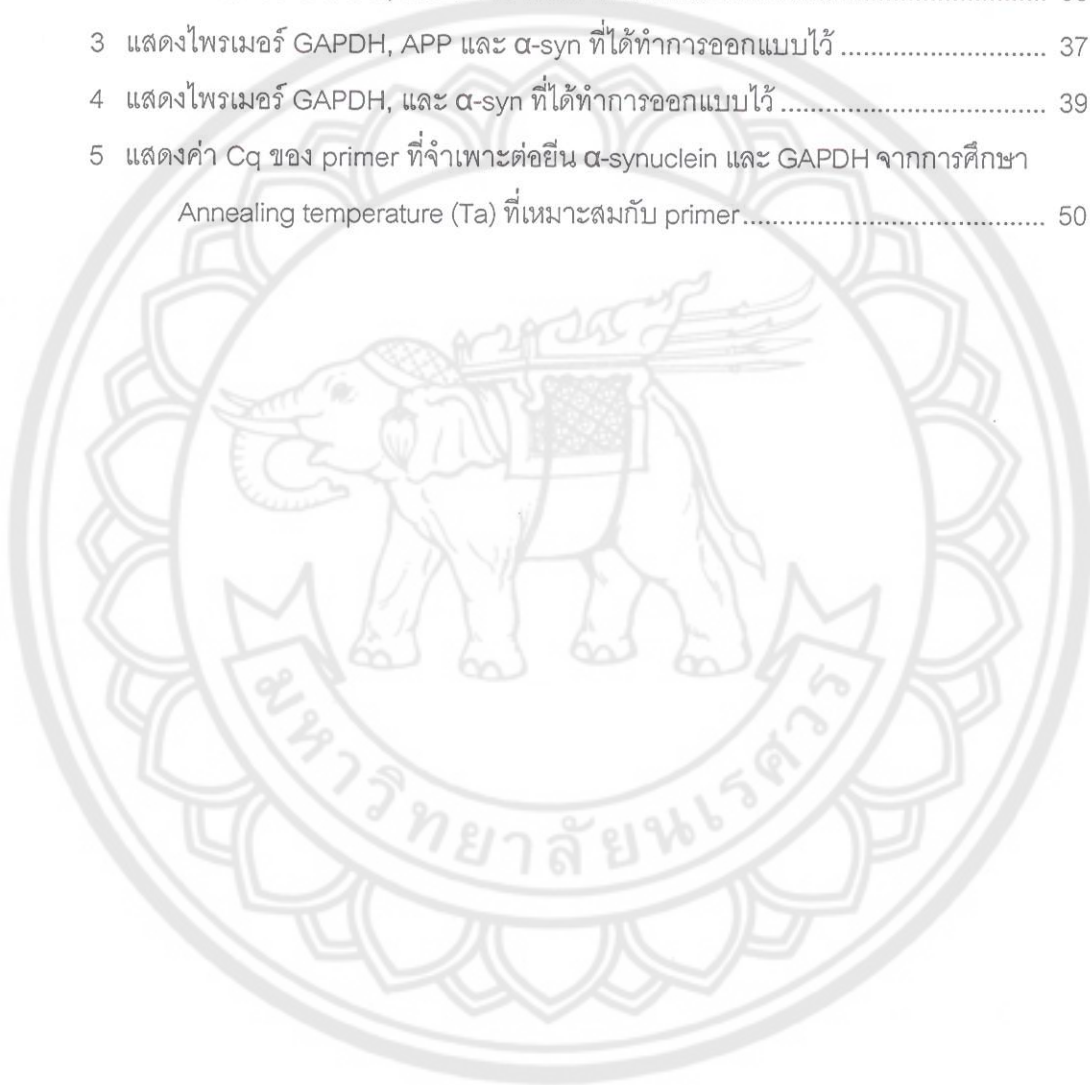 3 แสดงไพรเมอร์ GAPDH, APP และ α-syn ที่ได้ทำการออกแบบไว้ ............................ 37
4 แสดงไพรเมอร์ GAPDH, และ α-syn ที่ได้ทำการออกแบบไว้ .................................... 39
5 แสดงค่า Cq ของ primer ที่จำเพาะต่อยีน α-synuclein และ GAPDH จากการศึกษา
Annealing temperature (Ta) ที่เหมาะสมกับ primer......................................... 50
มหาวิทยาลัยนเรศวร